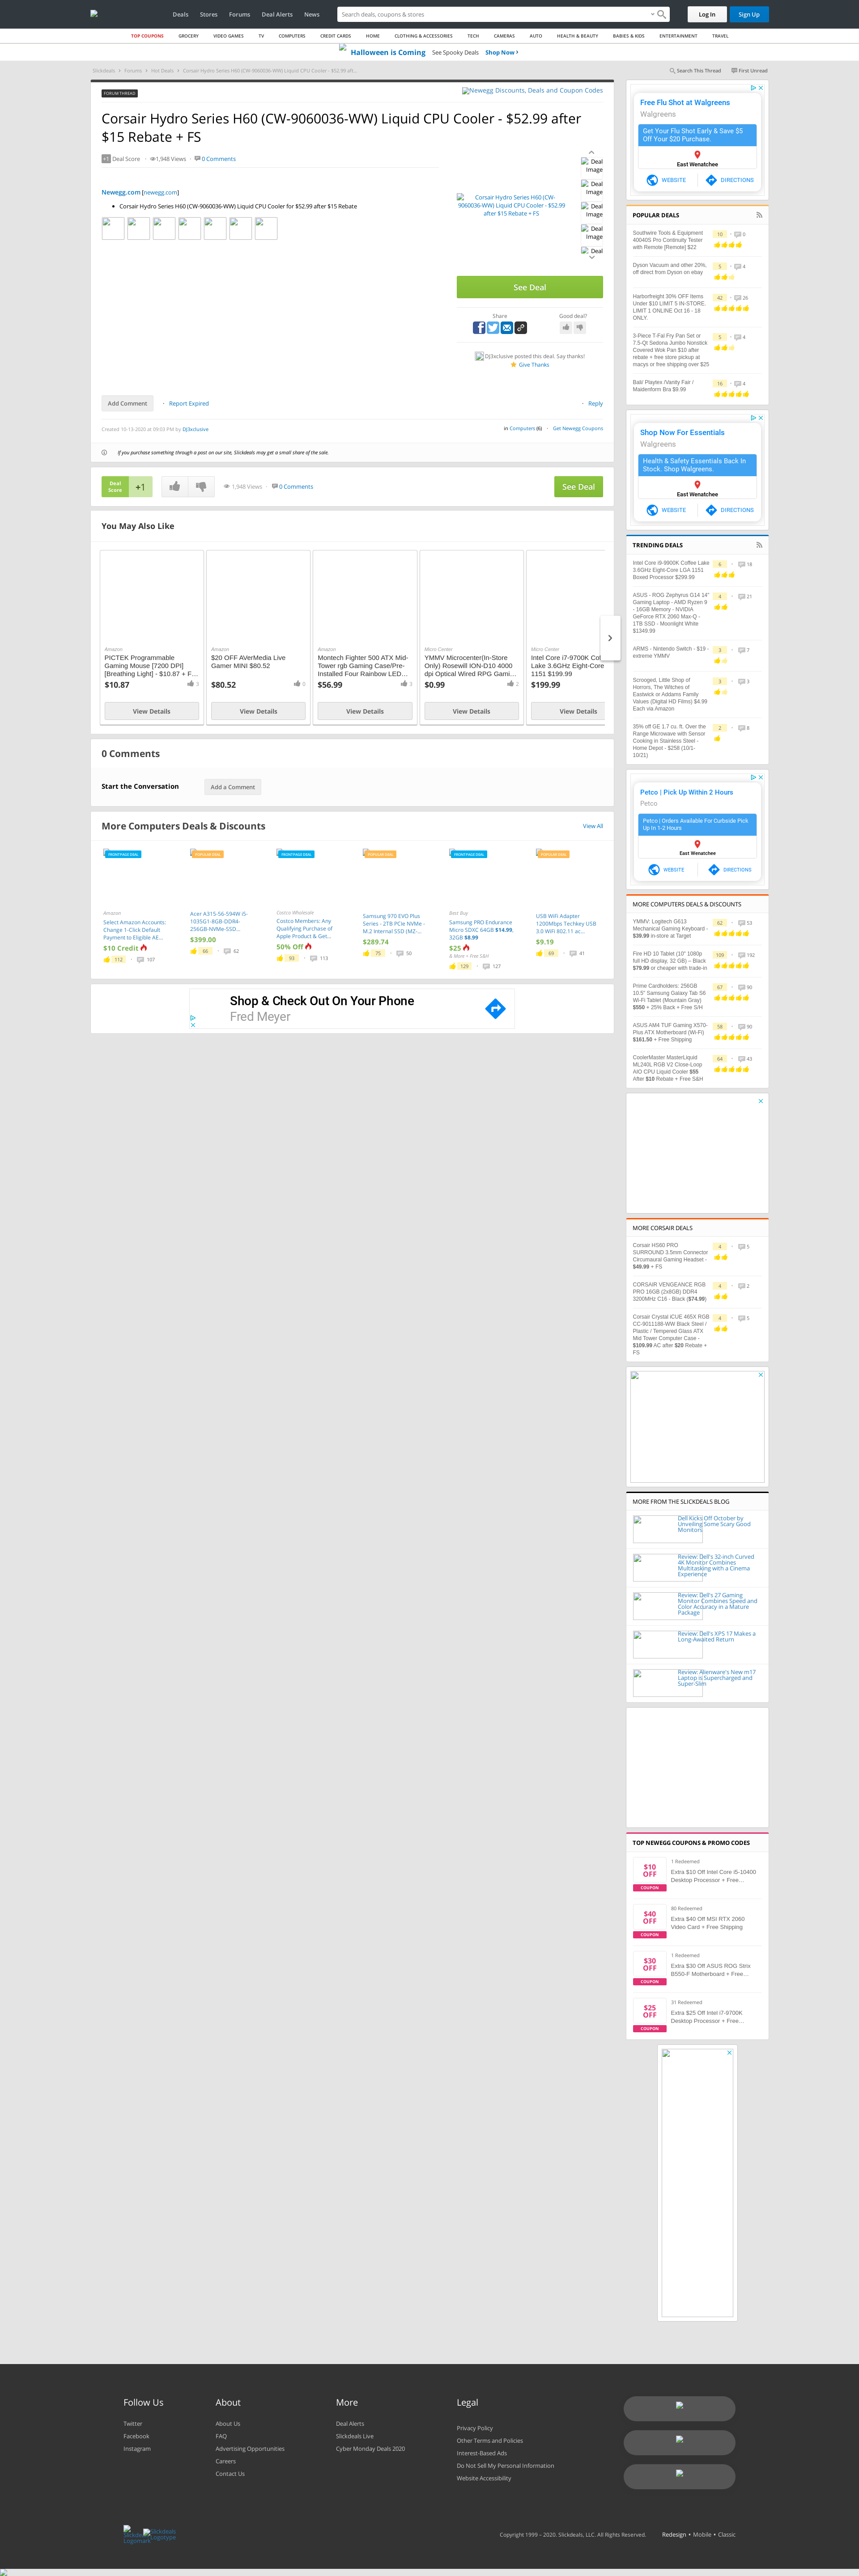 Deals Stores Forums Deal Alerts News
Search deals, coupons & stores
Log In Sign Up
TOP COUPONS GROCERY VIDEO GAMES TV COMPUTERS CREDIT CARDS HOME CLOTHING & ACCESSORIES TECH CAMERAS AUTO HEALTH & BEAUTY BABIES & KIDS ENTERTAINMENT TRAVEL
Halloween is Coming See Spooky Deals Shop Now ›
Slickdeals › Forums › Hot Deals › Corsair Hydro Series H60 (CW-9060036-WW) Liquid CPU Cooler - $52.99 aft...
Search This Thread First Unread
FORUM THREAD
Newegg Discounts, Deals and Coupon Codes
Corsair Hydro Series H60 (CW-9060036-WW) Liquid CPU Cooler - $52.99 after
$15 Rebate + FS
+1 Deal Score 1,948 Views 0 Comments
Newegg.com [newegg.com]
Corsair Hydro Series H60 (CW-9060036-WW) Liquid CPU Cooler for $52.99 after $15 Rebate
Corsair Hydro Series H60 (CW-
9060036-WW) Liquid CPU Cooler - $52.99
after $15 Rebate + FS
Deal
Image
Deal
Image
Deal
Image
Deal
Image
Deal
See Deal
Share Good deal?
DJ3xclusive posted this deal. Say thanks!
Give Thanks
Add Comment Report Expired Reply
Created 10-13-2020 at 09:03 PM by DJ3xclusive
in Computers (6) Get Newegg Coupons
If you purchase something through a post on our site, Slickdeals may get a small share of the sale.
Deal
Score
+1
1,948 Views 0 Comments
See Deal
You May Also Like
Amazon
PICTEK Programmable
Gaming Mouse [7200 DPI]
[Breathing Light] - $10.87 + F...
$10.87 3
View Details
Amazon
$20 OFF AVerMedia Live
Gamer MINI $80.52
$80.52 0
View Details
Amazon
Montech Fighter 500 ATX Mid-
Tower rgb Gaming Case/Pre-
Installed Four Rainbow LED...
$56.99 3
View Details
Micro Center
YMMV Microcenter(In-Store
Only) Rosewill ION-D10 4000
dpi Optical Wired RPG Gami...
$0.99 2
View Details
Micro Center
Intel Core i7-9700K Cof
Lake 3.6GHz Eight-Core
1151 $199.99
$199.99
View Details
0 Comments
Start the Conversation
Add a Comment
More Computers Deals & Discounts
View All
FRONTPAGE DEAL
Amazon
Select Amazon Accounts:
Change 1-Click Default
Payment to Eligible AE...
$10 Credit
112 107
POPULAR DEAL
Acer A315-56-594W i5-
1035G1 8GB-DDR4-
256GB NVMe-SSD...
$399.00
66 62
FRONTPAGE DEAL
Costco Wholesale
Costco Members: Any
Qualifying Purchase of
Apple Product & Get...
50% Off
93 113
POPULAR DEAL
Samsung 970 EVO Plus
Series - 2TB PCIe NVMe -
M.2 Internal SSD (MZ-...
$289.74
75 50
FRONTPAGE DEAL
Best Buy
Samsung PRO Endurance
Micro SDXC 64GB $14.99,
32GB $8.99
$25
& More + Free S&H
129 127
POPULAR DEAL
USB WiFi Adapter
1200Mbps Techkey USB
3.0 WiFi 802.11 ac...
$9.19
69 41
Shop & Check Out On Your Phone
Fred Meyer
Free Flu Shot at Walgreens
Walgreens
Get Your Flu Shot Early & Save $5
Off Your $20 Purchase.
East Wenatchee
WEBSITE DIRECTIONS
POPULAR DEALS
Southwire Tools & Equipment
40040S Pro Continuity Tester
with Remote [Remote] $22
10 0
Dyson Vacuum and other 20%,
off direct from Dyson on ebay
5 4
Harborfreight 30% OFF Items
Under $10 LIMIT 5 IN-STORE.
LIMIT 1 ONLINE Oct 16 - 18
ONLY.
42 26
3-Piece T-Fal Fry Pan Set or
7.5-Qt Sedona Jumbo Nonstick
Covered Wok Pan $10 after
rebate + free store pickup at
macys or free shipping over $25
5 4
Bali/ Playtex /Vanity Fair /
Maidenform Bra $9.99
16 4
Shop Now For Essentials
Walgreens
Health & Safety Essentials Back In
Stock. Shop Walgreens.
East Wenatchee
WEBSITE DIRECTIONS
TRENDING DEALS
Intel Core i9-9900K Coffee Lake
3.6GHz Eight-Core LGA 1151
Boxed Processor $299.99
6 18
ASUS - ROG Zephyrus G14 14"
Gaming Laptop - AMD Ryzen 9
- 16GB Memory - NVIDIA
GeForce RTX 2060 Max-Q -
1TB SSD - Moonlight White
$1349.99
4 21
ARMS - Nintendo Switch - $19 -
extreme YMMV
3 7
Scrooged, Little Shop of
Horrors, The Witches of
Eastwick or Addams Family
Values (Digital HD Films) $4.99
Each via Amazon
3 3
35% off GE 1.7 cu. ft. Over the
Range Microwave with Sensor
Cooking in Stainless Steel -
Home Depot - $258 (10/1-
10/21)
2 8
Petco | Pick Up Within 2 Hours
Petco
Petco | Orders Available For Curbside Pick
Up In 1-2 Hours
East Wenatchee
WEBSITE DIRECTIONS
MORE COMPUTERS DEALS & DISCOUNTS
YMMV: Logitech G613
Mechanical Gaming Keyboard -
$39.99 in-store at Target
62 53
Fire HD 10 Tablet (10" 1080p
full HD display, 32 GB) – Black
$79.99 or cheaper with trade-in
109 192
Prime Cardholders: 256GB
10.5" Samsung Galaxy Tab S6
Wi-Fi Tablet (Mountain Gray)
$550 + 25% Back + Free S/H
67 90
ASUS AM4 TUF Gaming X570-
Plus ATX Motherboard (Wi-Fi)
$161.50 + Free Shipping
58 90
CoolerMaster MasterLiquid
ML240L RGB V2 Close-Loop
AIO CPU Liquid Cooler $55
After $10 Rebate + Free S&H
64 43
MORE CORSAIR DEALS
Corsair HS60 PRO
SURROUND 3.5mm Connector
Circumaural Gaming Headset -
$49.99 + FS
4 5
CORSAIR VENGEANCE RGB
PRO 16GB (2x8GB) DDR4
3200MHz C16 - Black ($74.99)
4 2
Corsair Crystal iCUE 465X RGB
CC-9011188-WW Black Steel /
Plastic / Tempered Glass ATX
Mid Tower Computer Case -
$109.99 AC after $20 Rebate +
FS
4 5
MORE FROM THE SLICKDEALS BLOG
Dell Kicks Off October by
Unveiling Some Scary Good
Monitors
Review: Dell's 32-inch Curved
4K Monitor Combines
Multitasking with a Cinema
Experience
Review: Dell's 27 Gaming
Monitor Combines Speed and
Color Accuracy in a Mature
Package
Review: Dell's XPS 17 Makes a
Long-Awaited Return
Review: Alienware's New m17
Laptop is Supercharged and
Super-Slim
TOP NEWEGG COUPONS & PROMO CODES
$10
OFF
COUPON
1 Redeemed
Extra $10 Off Intel Core i5-10400
Desktop Processor + Free...
$40
OFF
COUPON
80 Redeemed
Extra $40 Off MSI RTX 2060
Video Card + Free Shipping
$30
OFF
COUPON
1 Redeemed
Extra $30 Off ASUS ROG Strix
B550-F Motherboard + Free...
$25
OFF
COUPON
31 Redeemed
Extra $25 Off Intel i7-9700K
Desktop Processor + Free...
Follow Us
Twitter
Facebook
Instagram
About
About Us
FAQ
Advertising Opportunities
Careers
Contact Us
More
Deal Alerts
Slickdeals Live
Cyber Monday Deals 2020
Legal
Privacy Policy
Other Terms and Policies
Interest-Based Ads
Do Not Sell My Personal Information
Website Accessibility
Slickdeals
Logomark
Slickdeals
Logotype
Copyright 1999 – 2020. Slickdeals, LLC. All Rights Reserved. Redesign • Mobile • Classic